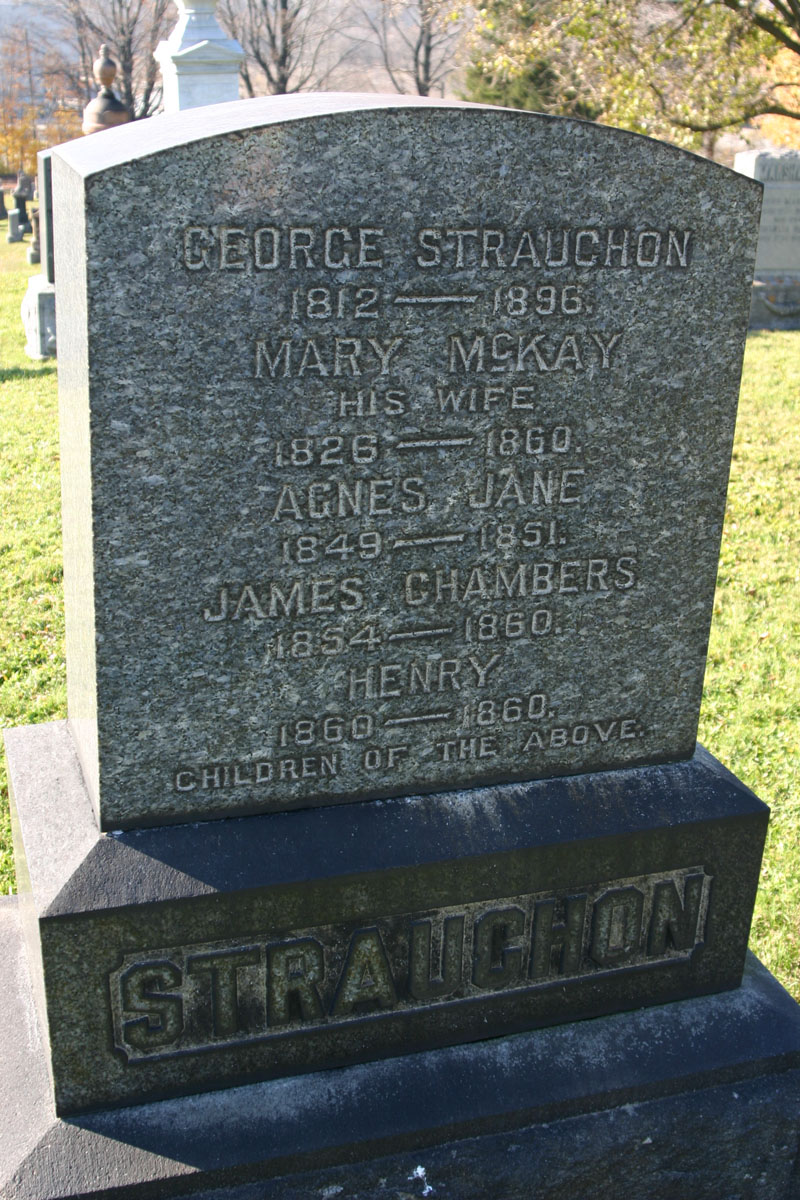 GEORGE STRAUCHON
1812 — 1896.
MARY McKAY
HIS WIFE
1826 — 1860.
AGNES JANE
1849 — 1851.
JAMES CHAMBERS
1854 — 1860.
HENRY
1860 — 1860.
CHILDREN OF THE ABOVE.
STRAUCHON